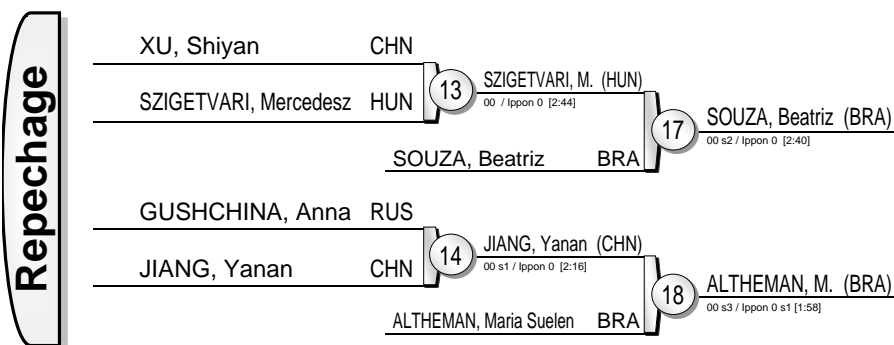 Repechage
XU, Shiyan CHN
SZIGETVARI, Mercedesz HUN
13
SZIGETVARI, M. (HUN)
00 / Ippon 0 [2:44]
SOUZA, Beatriz BRA
17
SOUZA, Beatriz (BRA)
00 s2 / Ippon 0 [2:40]
GUSHCHINA, Anna RUS
JIANG, Yanan CHN
14
JIANG, Yanan (CHN)
00 s1 / Ippon 0 [2:16]
ALTHEMAN, Maria Suelen BRA
18
ALTHEMAN, M. (BRA)
00 s3 / Ippon 0 s1 [1:58]